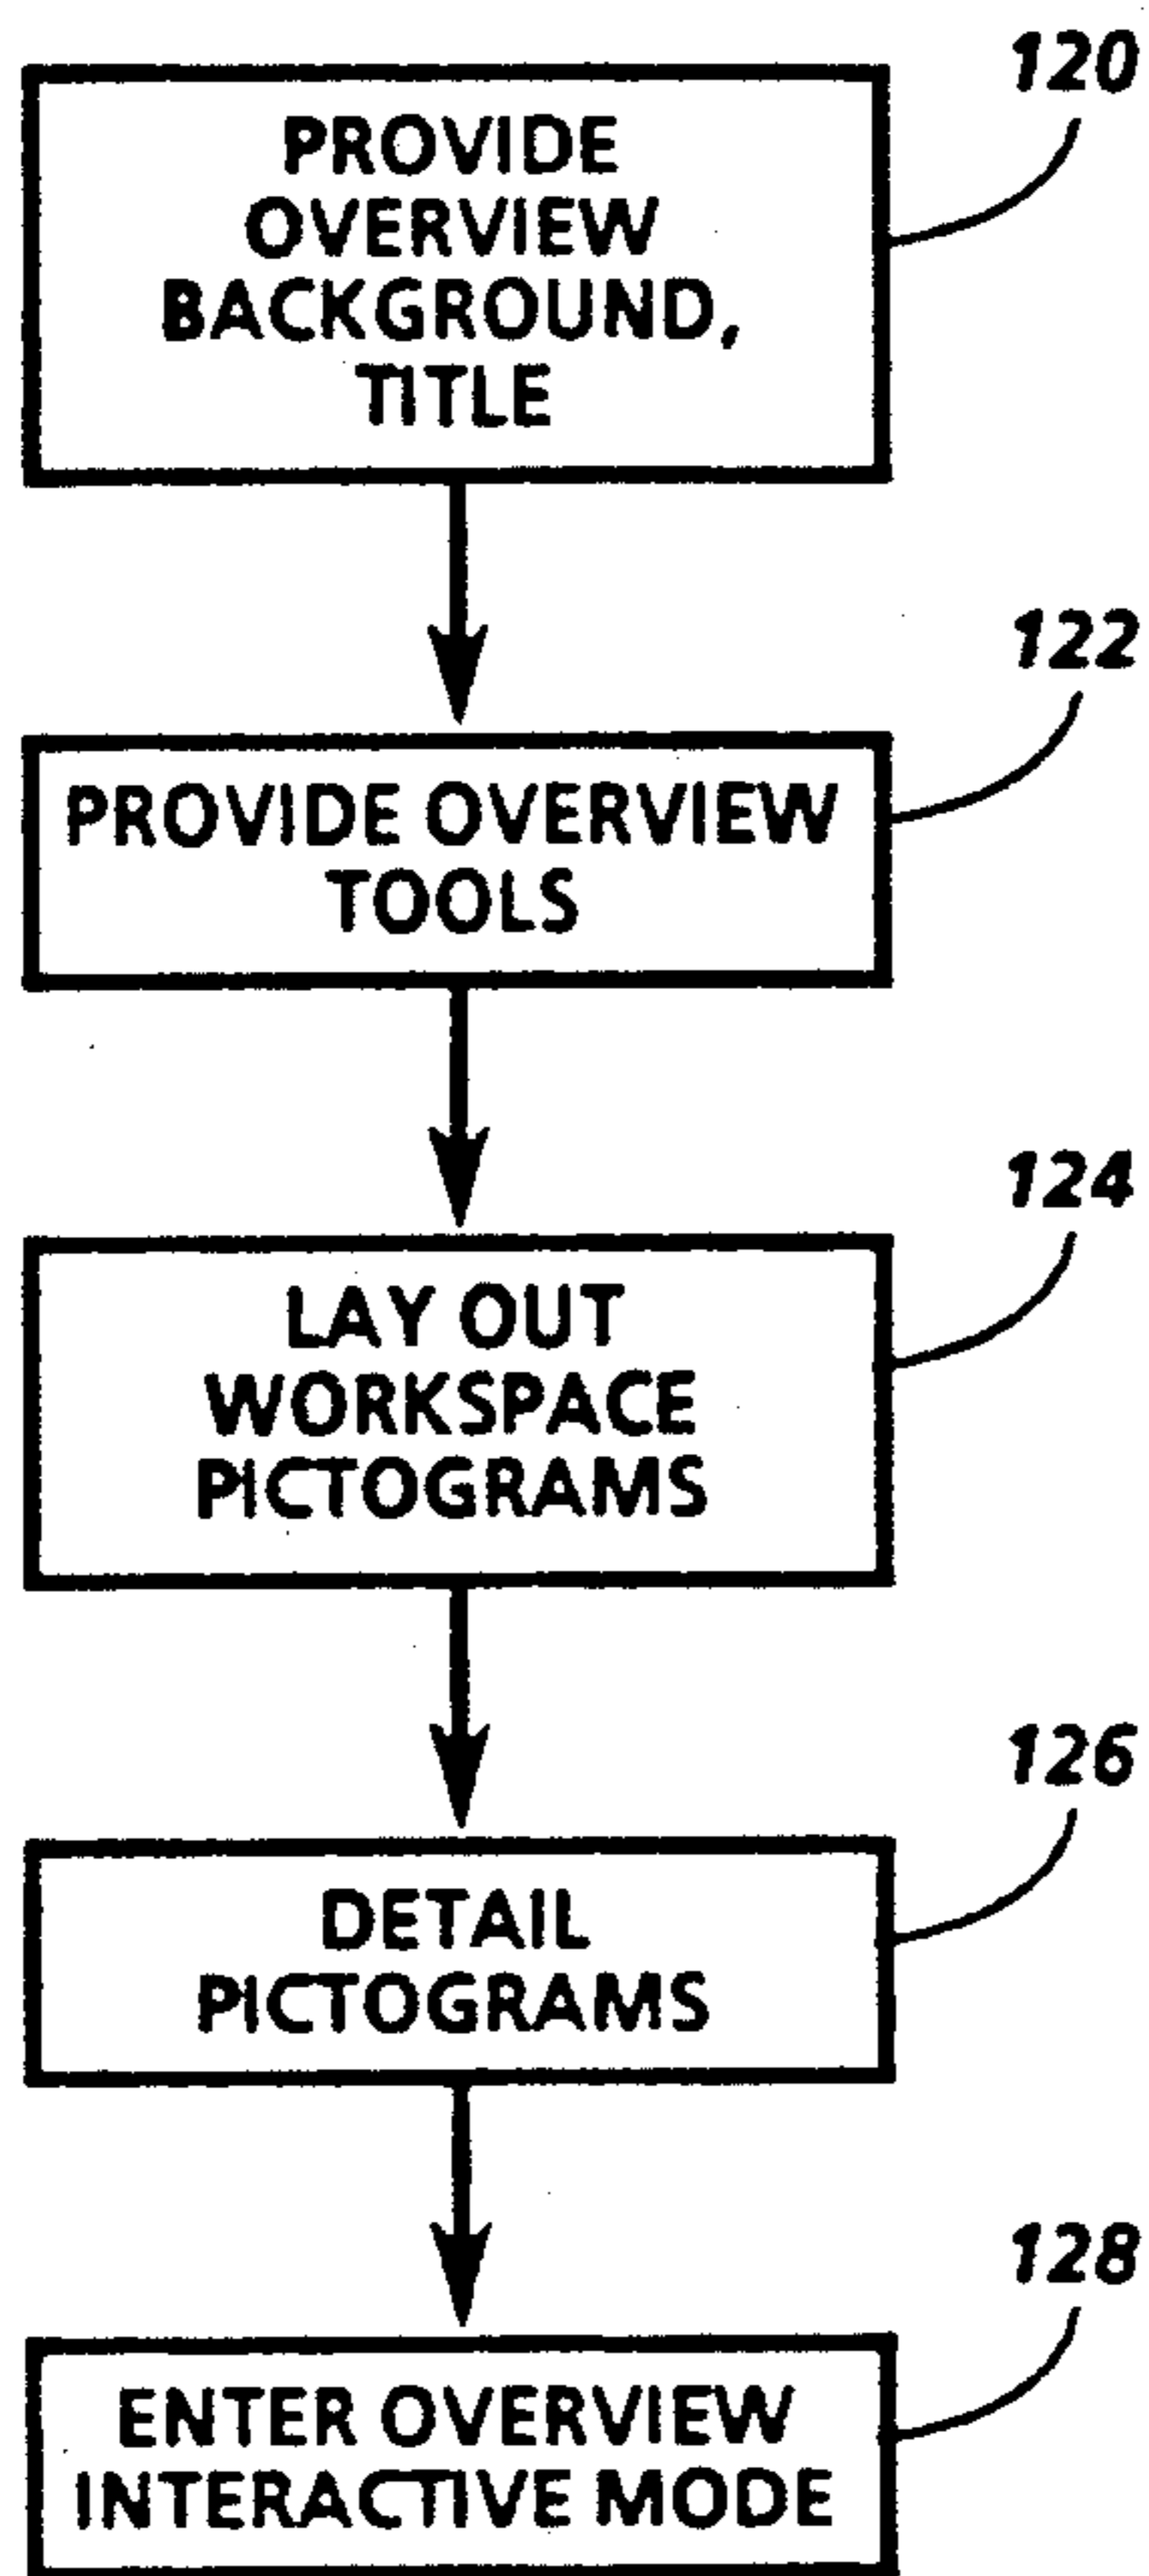 120
PROVIDE
OVERVIEW
BACKGROUND,
TITLE
122
PROVIDE OVERVIEW
TOOLS
124
LAY OUT
WORKSPACE
PICTOGRAMS
126
DETAIL
PICTOGRAMS
128
ENTER OVERVIEW
INTERACTIVE MODE